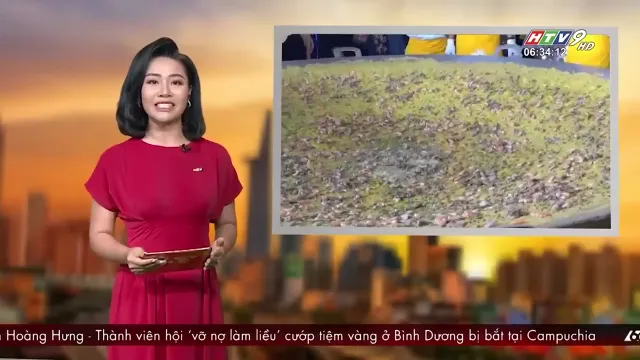 HTV9 HD
06:34:12
Hoàng Hưng - Thành viên hội ‘vỡ nợ làm liều’ cướp tiệm vàng ở Bình Dương bị bắt tại Campuchia